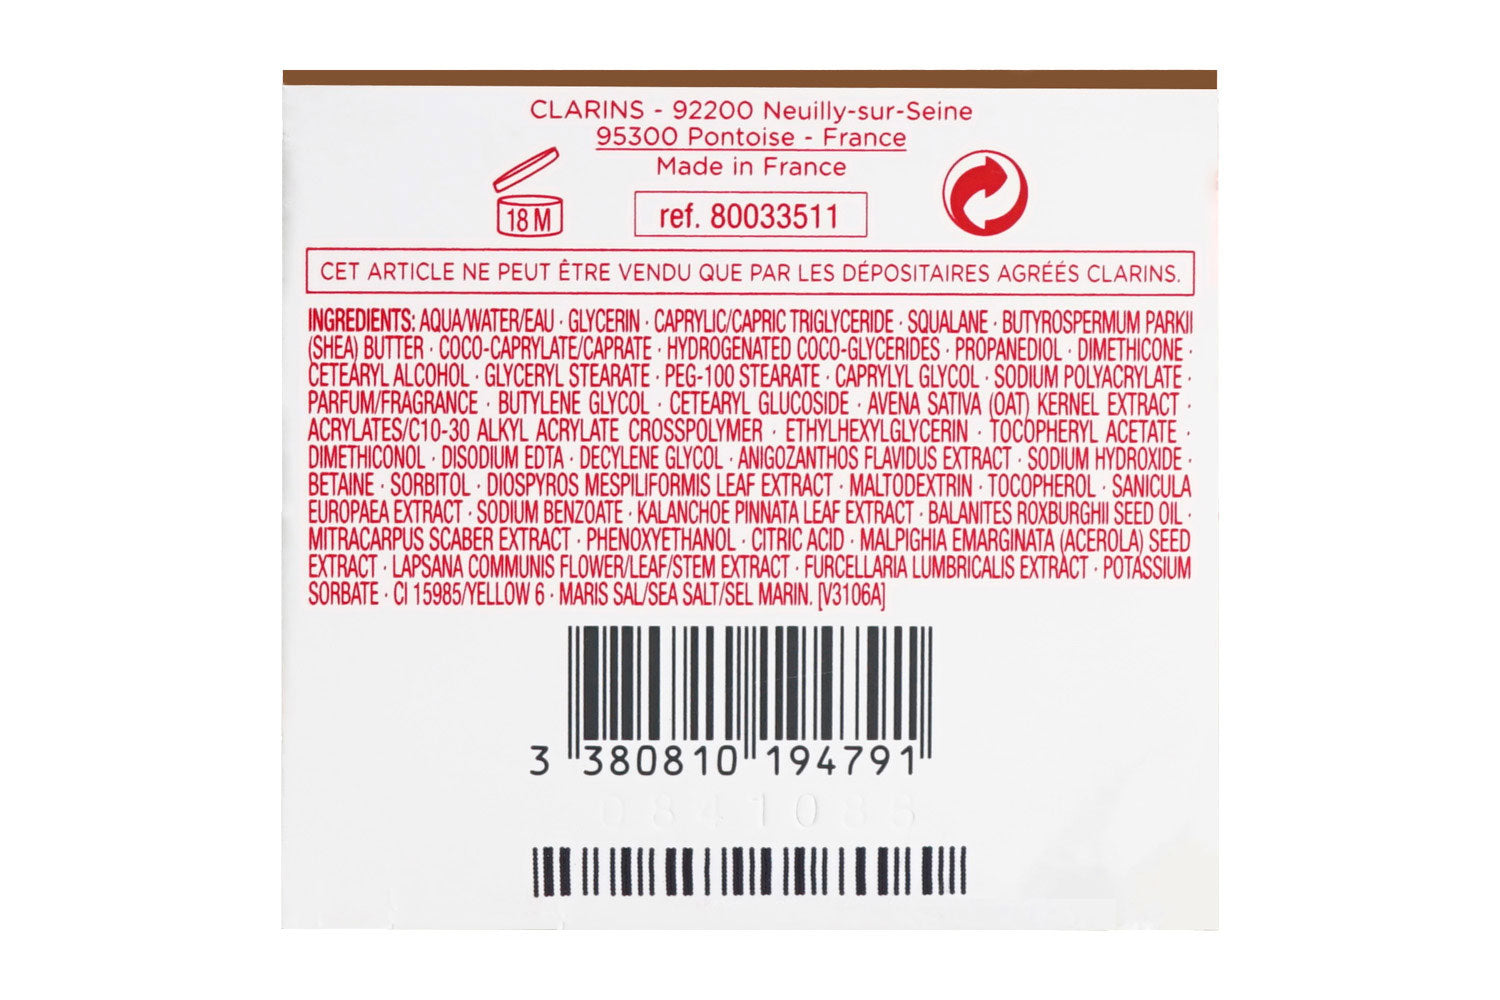 CLARINS - 92200 Neuilly-sur-Seine
95300 Pontoise - France
Made in France
18 M
ref. 80033511
CET ARTICLE NE PEUT ÊTRE VENDU QUE PAR LES DÉPOSITAIRES AGRÉÉS CLARINS.
INGREDIENTS: AQUA/WATER/EAU · GLYCERIN · CAPRYLIC/CAPRIC TRIGLYCERIDE · SQUALANE · BUTYROSPERMUM PARKII
(SHEA) BUTTER · COCO-CAPRYLATE/CAPRATE · HYDROGENATED COCO-GLYCERIDES · PROPANEDIOL · DIMETHICONE ·
CETEARYL ALCOHOL · GLYCERYL STEARATE · PEG-100 STEARATE · CAPRYLYL GLYCOL · SODIUM POLYACRYLATE ·
PARFUM/FRAGRANCE · BUTYLENE GLYCOL · CETEARYL GLUCOSIDE · AVENA SATIVA (OAT) KERNEL EXTRACT ·
ACRYLATES/C10-30 ALKYL ACRYLATE CROSSPOLYMER · ETHYLHEXYLGLYCERIN · TOCOPHERYL ACETATE ·
DIMETHICONOL · DISODIUM EDTA · DECYLENE GLYCOL · ANIGOZANTHOS FLAVIDUS EXTRACT · SODIUM HYDROXIDE ·
BETAINE · SORBITOL · DIOSPYROS MESPILIFORMIS LEAF EXTRACT · MALTODEXTRIN · TOCOPHEROL · SANICULA
EUROPAEA EXTRACT · SODIUM BENZOATE · KALANCHOE PINNATA LEAF EXTRACT · BALANITES ROXBURGHII SEED OIL ·
MITRACARPUS SCABER EXTRACT · PHENOXYETHANOL · CITRIC ACID · MALPIGHIA EMARGINATA (ACEROLA) SEED
EXTRACT · LAPSANA COMMUNIS FLOWER/LEAF/STEM EXTRACT · FURCELLARIA LUMBRICALIS EXTRACT · POTASSIUM
SORBATE · CI 15985/YELLOW 6 · MARIS SAL/SEA SALT/SEL MARIN. [V3106A]
3 380810 194791